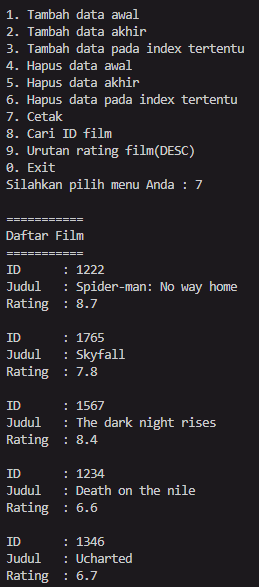 1. Tambah data awal
2. Tambah data akhir
3. Tambah data pada index tertentu
4. Hapus data awal
5. Hapus data akhir
6. Hapus data pada index tertentu
7. Cetak
8. Cari ID film
9. Urutan rating film(DESC)
0. Exit
Silahkan pilih menu Anda : 7
===========
Daftar Film
===========
ID : 1222
Judul : Spider-man: No way home
Rating : 8.7
ID : 1765
Judul : Skyfall
Rating : 7.8
ID : 1567
Judul : The dark night rises
Rating : 8.4
ID : 1234
Judul : Death on the nile
Rating : 6.6
ID : 1346
Judul : Ucharted
Rating : 6.7